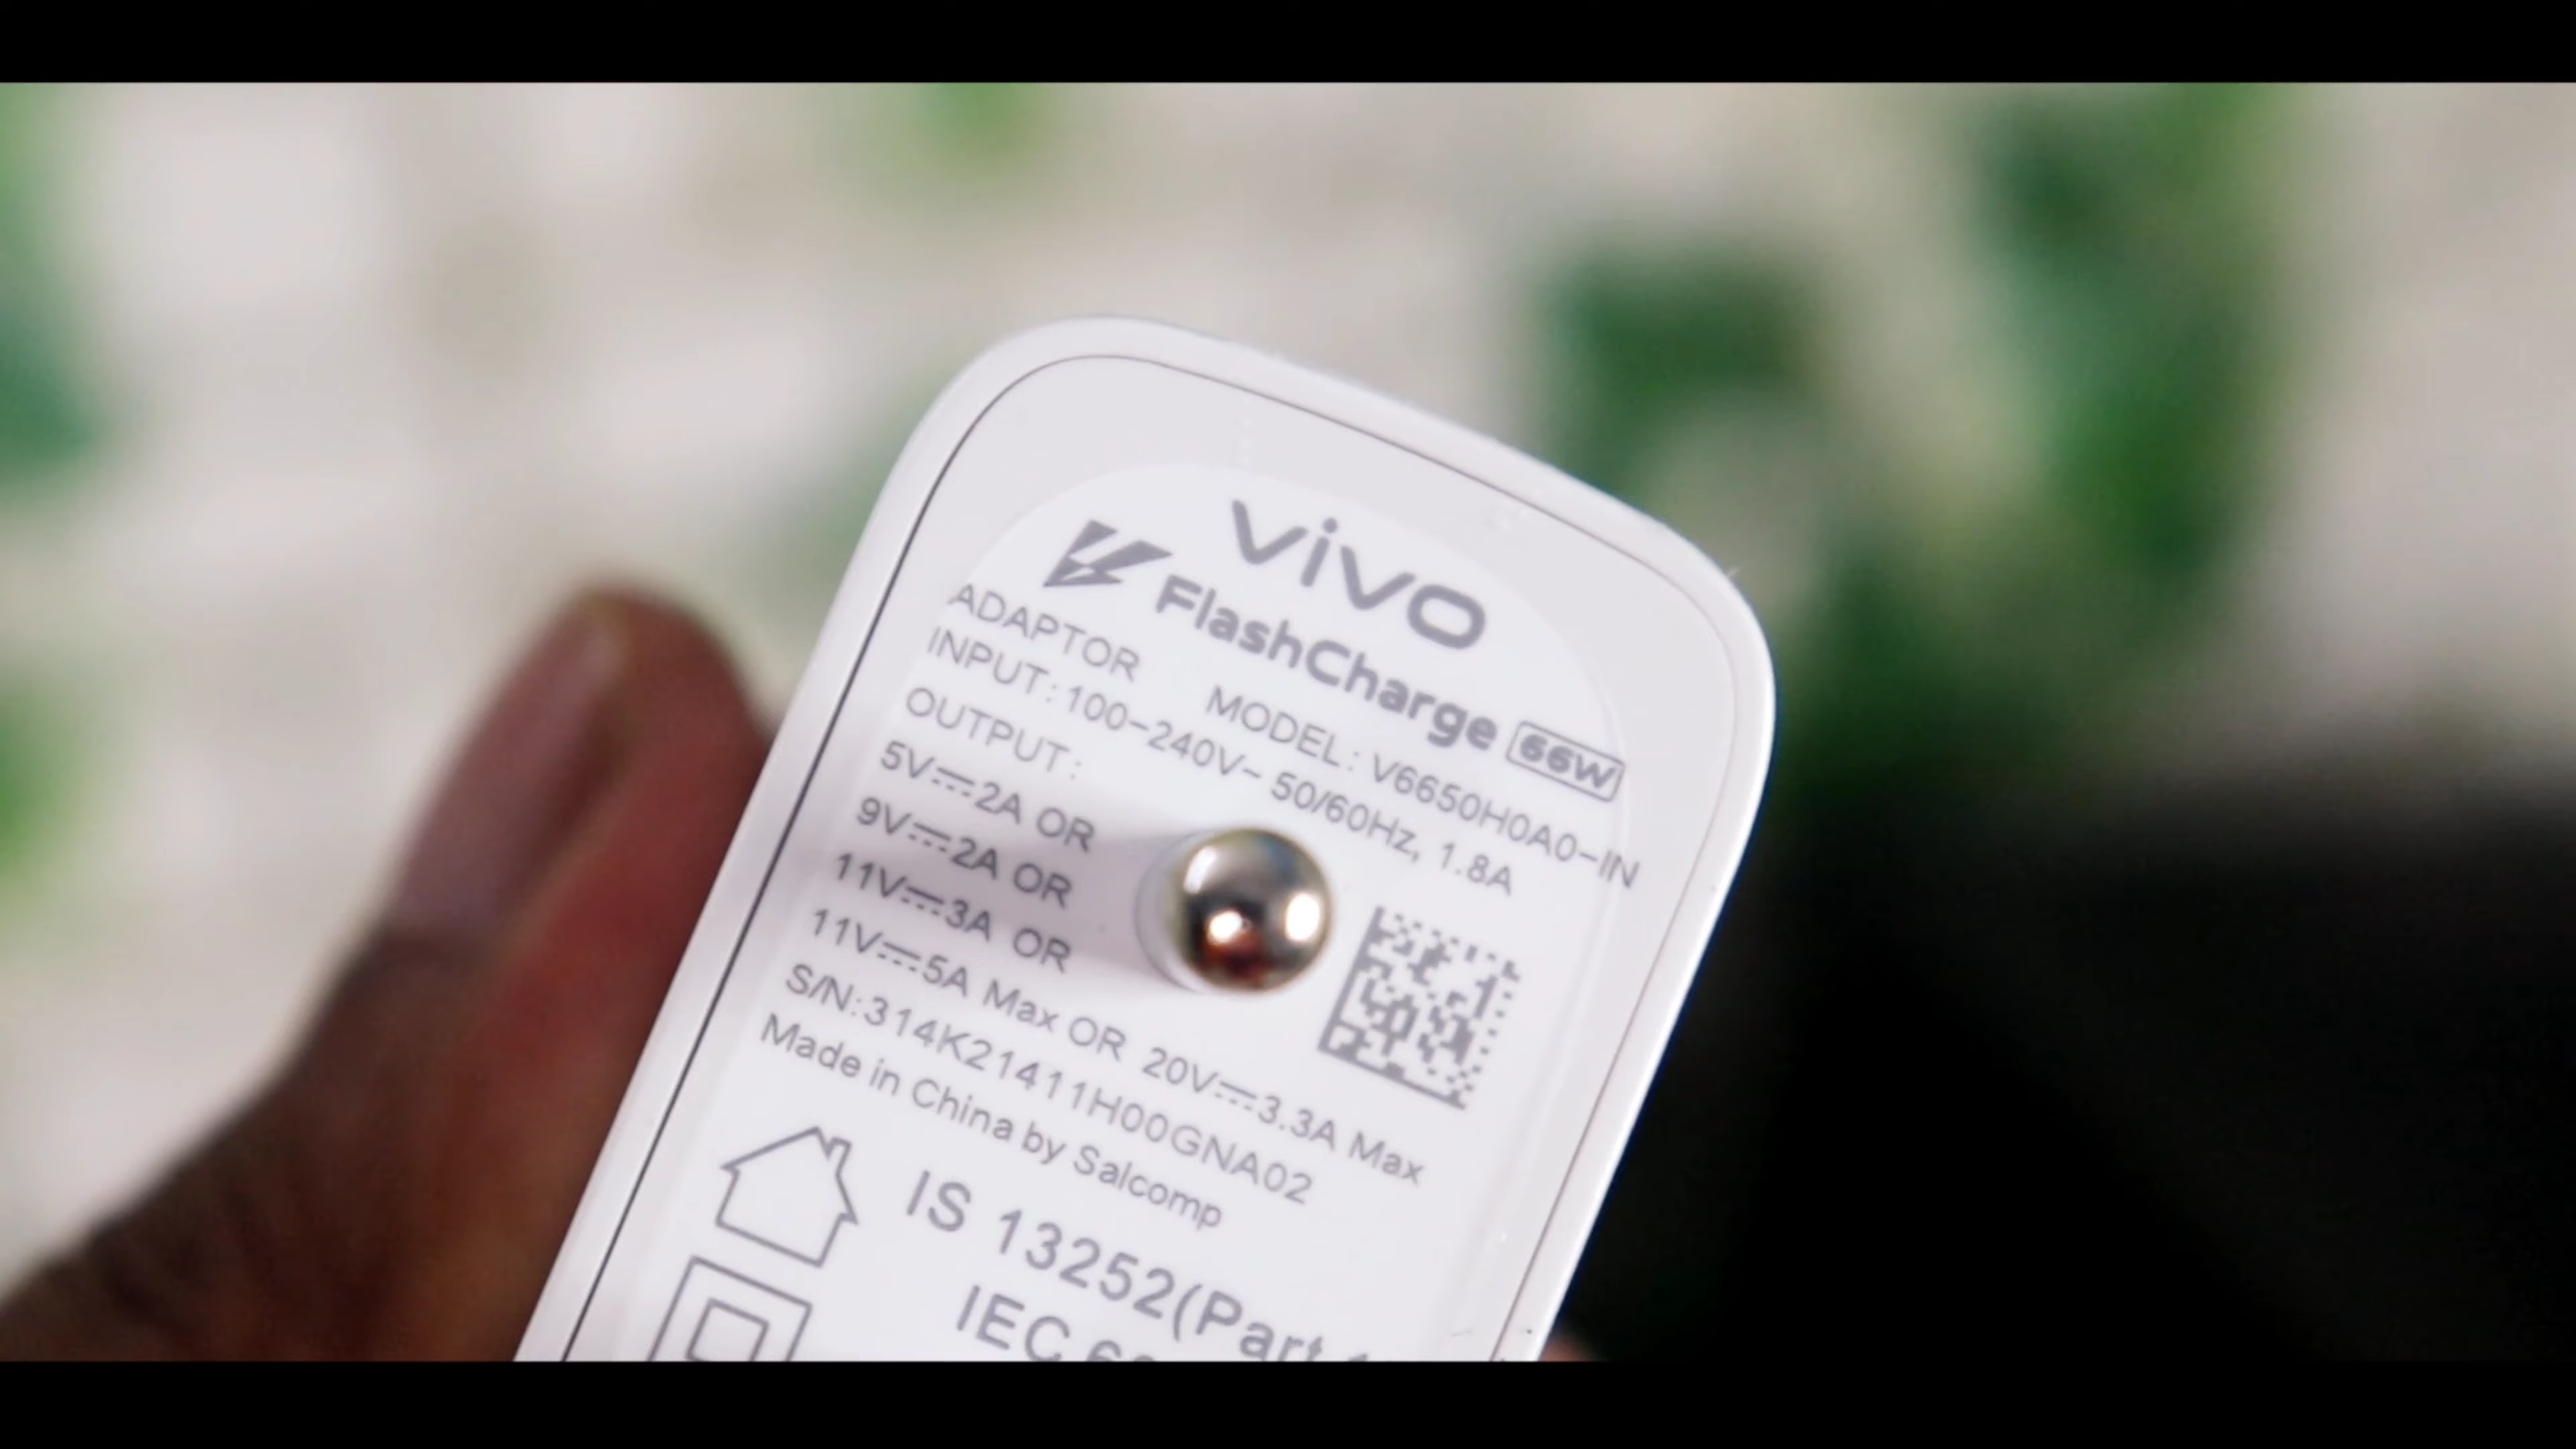 vivo
FlashCharge 66W
ADAPTOR MODEL: V6650H0A0-IN
INPUT: 100-240V~ 50/60Hz, 1.8A
OUTPUT:
5V⎓2A OR
9V⎓2A OR
11V⎓3A OR
11V⎓5A Max OR 20V⎓3.3A Max
S/N:314K21411H00GNA02
Made in China by Salcomp
IS 13252(Part
IEC